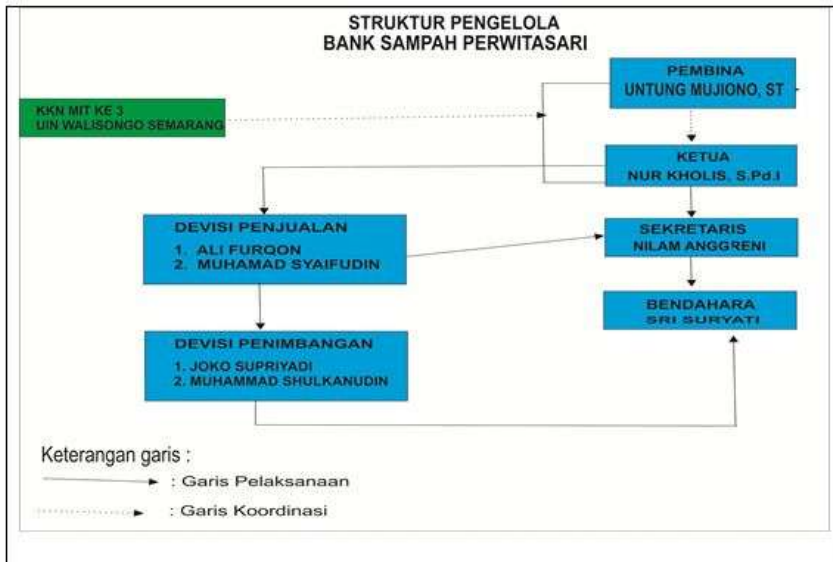 STRUKTUR PENGELOLA
BANK SAMPAH PERWITASARI
PEMBINA
UNTUNG MUJIONO, ST
KKN MIT KE 3
UIN WALISONGO SEMARANG
KETUA
NUR KHOLIS, S.Pd.I
DEVISI PENJUALAN
1. ALI FURQON
2. MUHAMAD SYAIFUDIN
SEKRETARIS
NILAM ANGGRENI
BENDAHARA
SRI SURYATI
DEVISI PENIMBANGAN
1. JOKO SUPRIYADI
2. MUHAMMAD SHULKANUDIN
Keterangan garis :
: Garis Pelaksanaan
: Garis Koordinasi